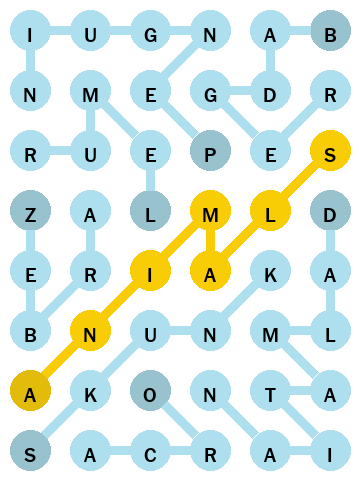 I U G N A B
N M E G D R
R U E P E S
Z A L M L D
E R I A K A
B N U N M L
A K O N T A
S A C R A I